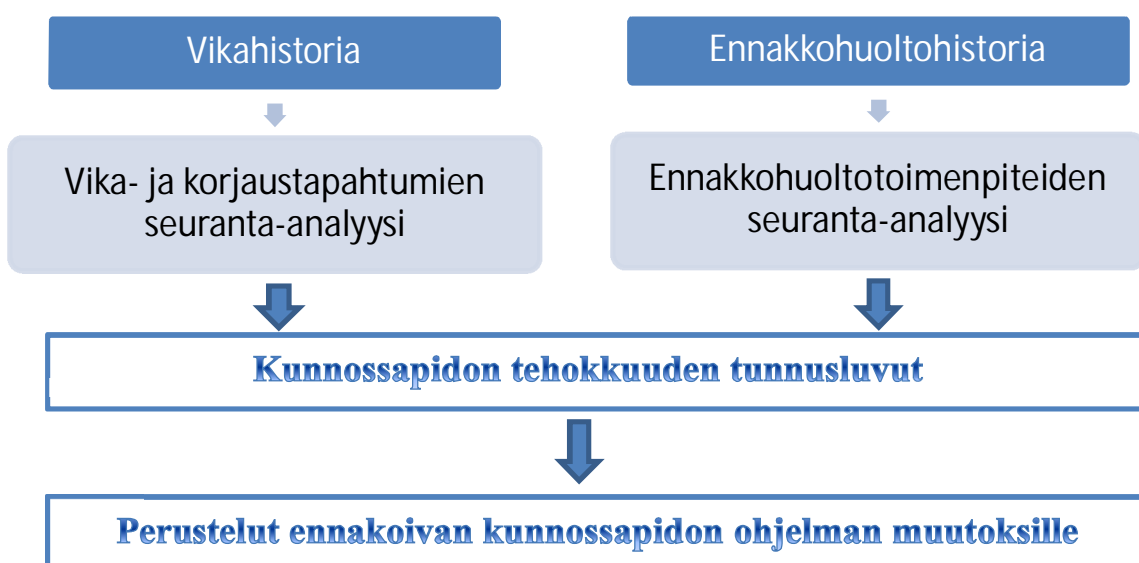 Vikahistoria
Ennakkohuoltohistoria
Vika- ja korjaustapahtumien
seuranta-analyysi
Ennakkohuoltotoimenpiteiden
seuranta-analyysi
Kunnossapidon tehokkuuden tunnusluvut
Perustelut ennakoivan kunnossapidon ohjelman muutoksille